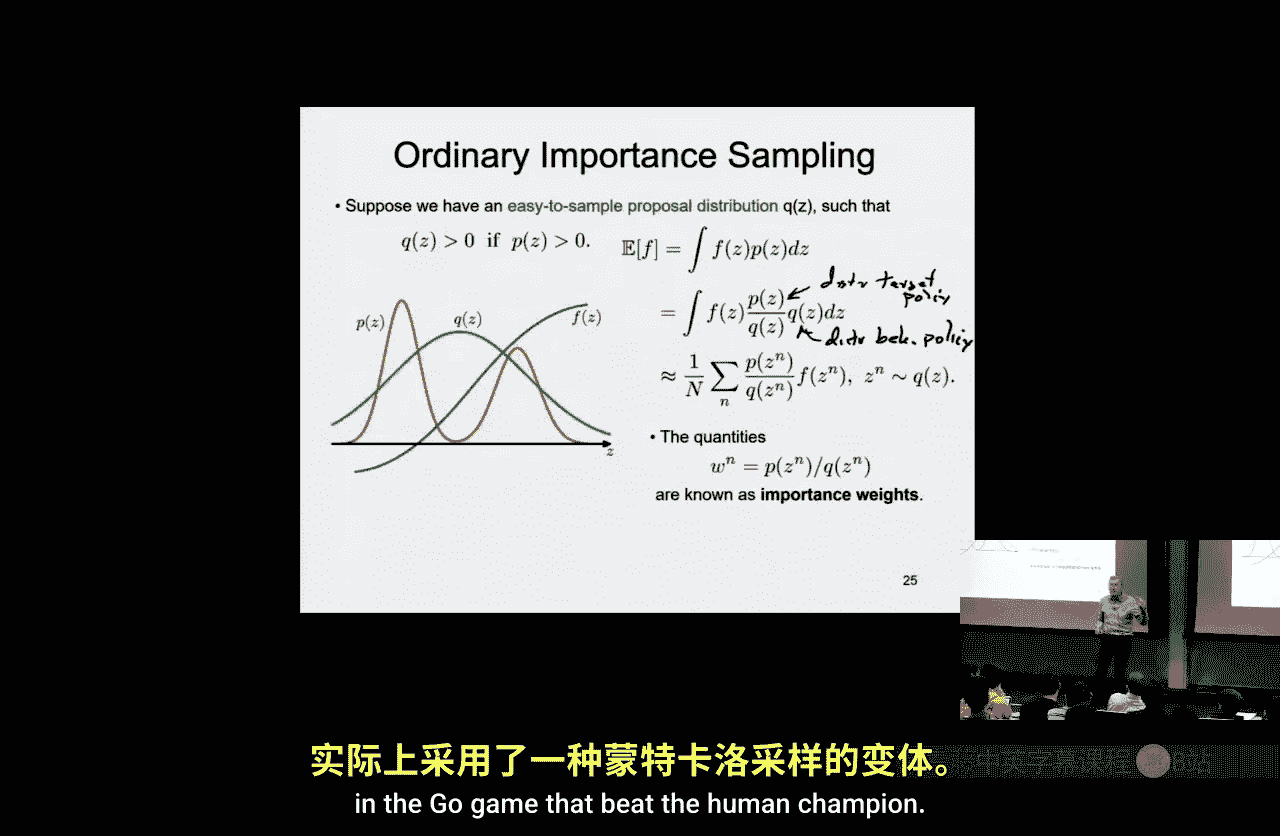 Ordinary Importance Sampling
• Suppose we have an easy-to-sample proposal distribution q(z), such that
q(z) > 0 if p(z) > 0.
𝔼[f] = ∫ f(z)p(z)dz
= ∫ f(z) p(z)/q(z) q(z)dz
distr target
policy
distr beh. policy
≈ 1/N ∑_n p(z^n)/q(z^n) f(z^n), z^n ∼ q(z).
p(z)
q(z)
f(z)
z
• The quantities
w^n = p(z^n)/q(z^n)
are known as importance weights.
25
实际上采用了一种蒙特卡洛采样的变体。
in the Go game that beat the human champion.